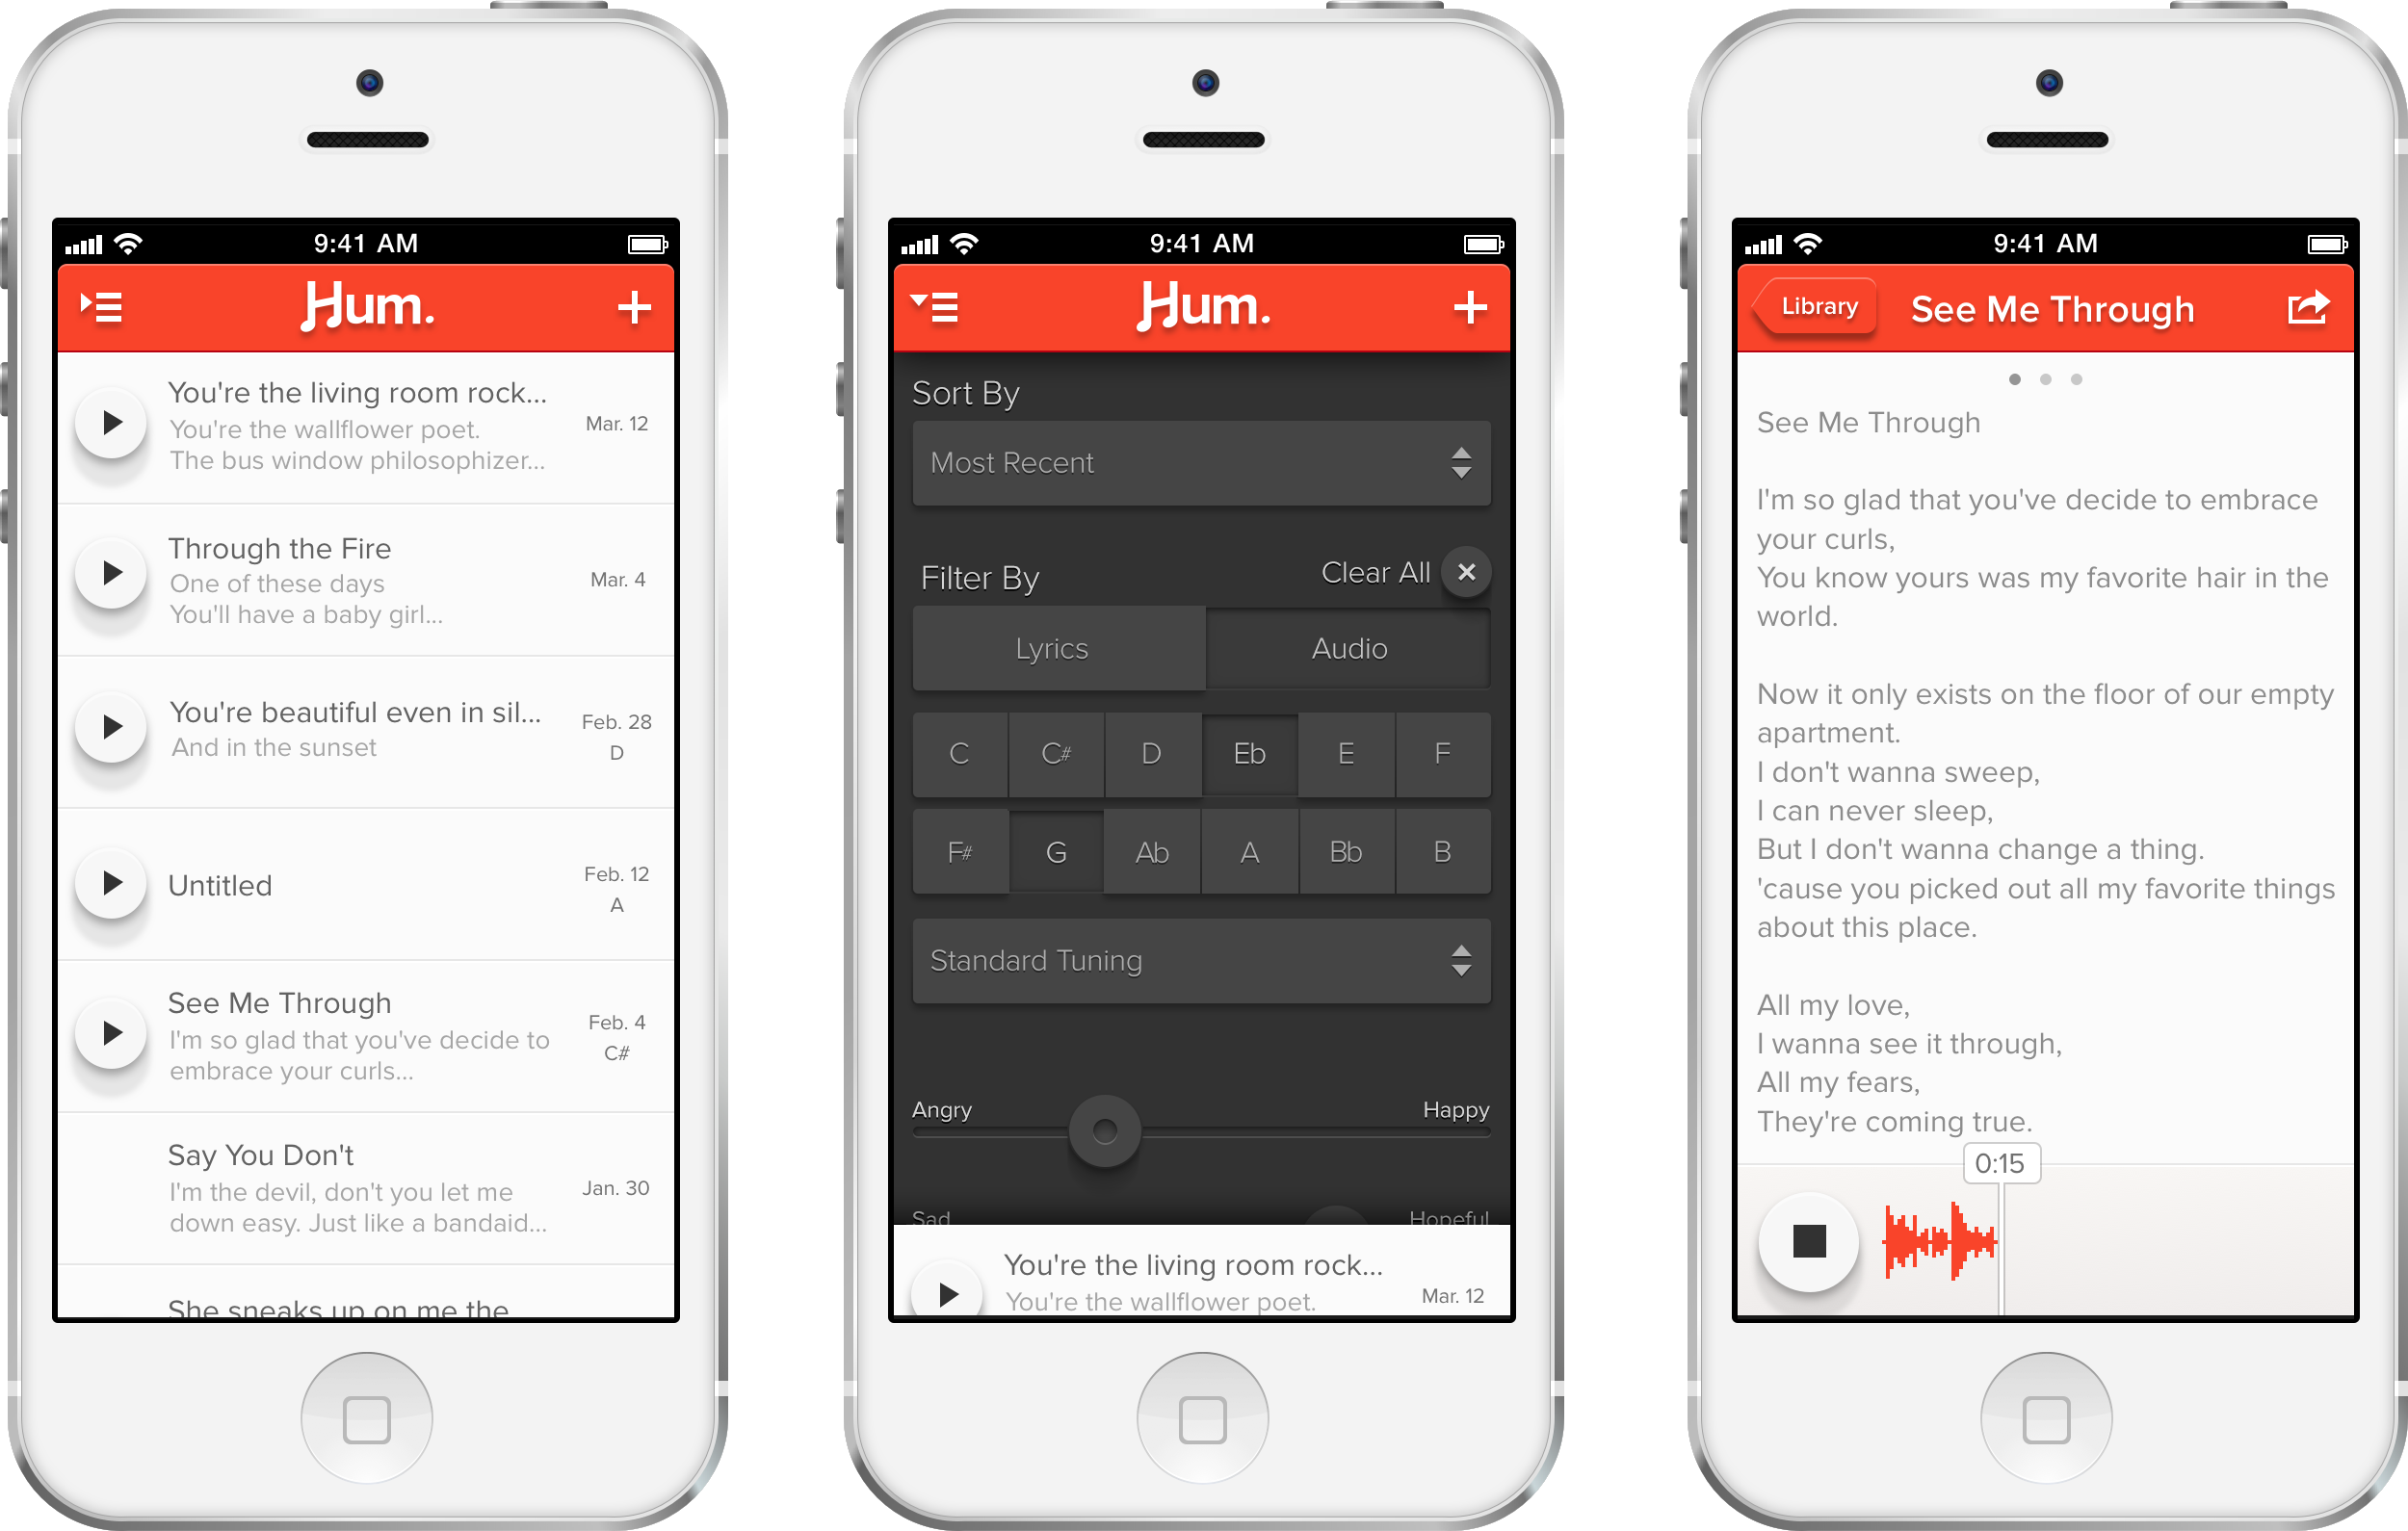 9:41 AM
Hum.
You're the living room rock...
You're the wallflower poet.
The bus window philosophizer...
Mar. 12
Through the Fire
One of these days
You'll have a baby girl...
Mar. 4
You're beautiful even in sil...
And in the sunset
Feb. 28
D
Untitled
Feb. 12
A
See Me Through
I'm so glad that you've decide to
embrace your curls...
Feb. 4
C#
Say You Don't
I'm the devil, don't you let me
down easy. Just like a bandaid...
Jan. 30
She sneaks up on me the
9:41 AM
Hum.
Sort By
Most Recent
Filter By
Clear All
Lyrics Audio
C C# D Eb E F
F# G Ab A Bb B
Standard Tuning
Angry Happy
Sad Hopeful
You're the living room rock...
You're the wallflower poet.
Mar. 12
9:41 AM
Library
See Me Through
See Me Through
I'm so glad that you've decide to embrace
your curls,
You know yours was my favorite hair in the
world.
Now it only exists on the floor of our empty
apartment.
I don't wanna sweep,
I can never sleep,
But I don't wanna change a thing.
'cause you picked out all my favorite things
about this place.
All my love,
I wanna see it through,
All my fears,
They're coming true.
0:15